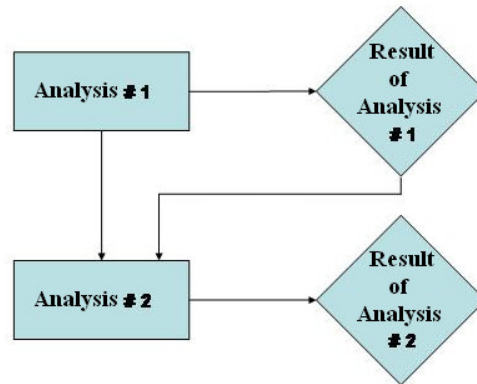 Analysis # 1
Result
of
Analysis
# 1
Analysis # 2
Result
of
Analysis
# 2